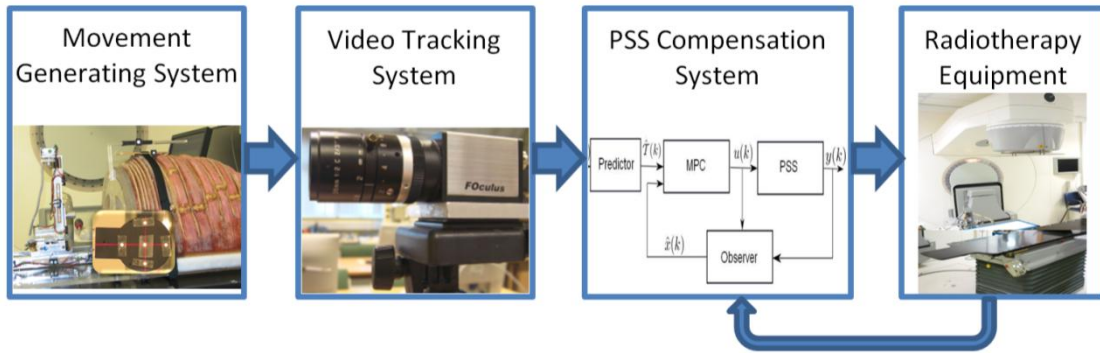 Movement
Generating System
Video Tracking
System
FOculus
PSS Compensation
System
Predictor
T̂(k)
MPC
u(k)
PSS
y(k)
x̂(k)
Observer
Radiotherapy
Equipment